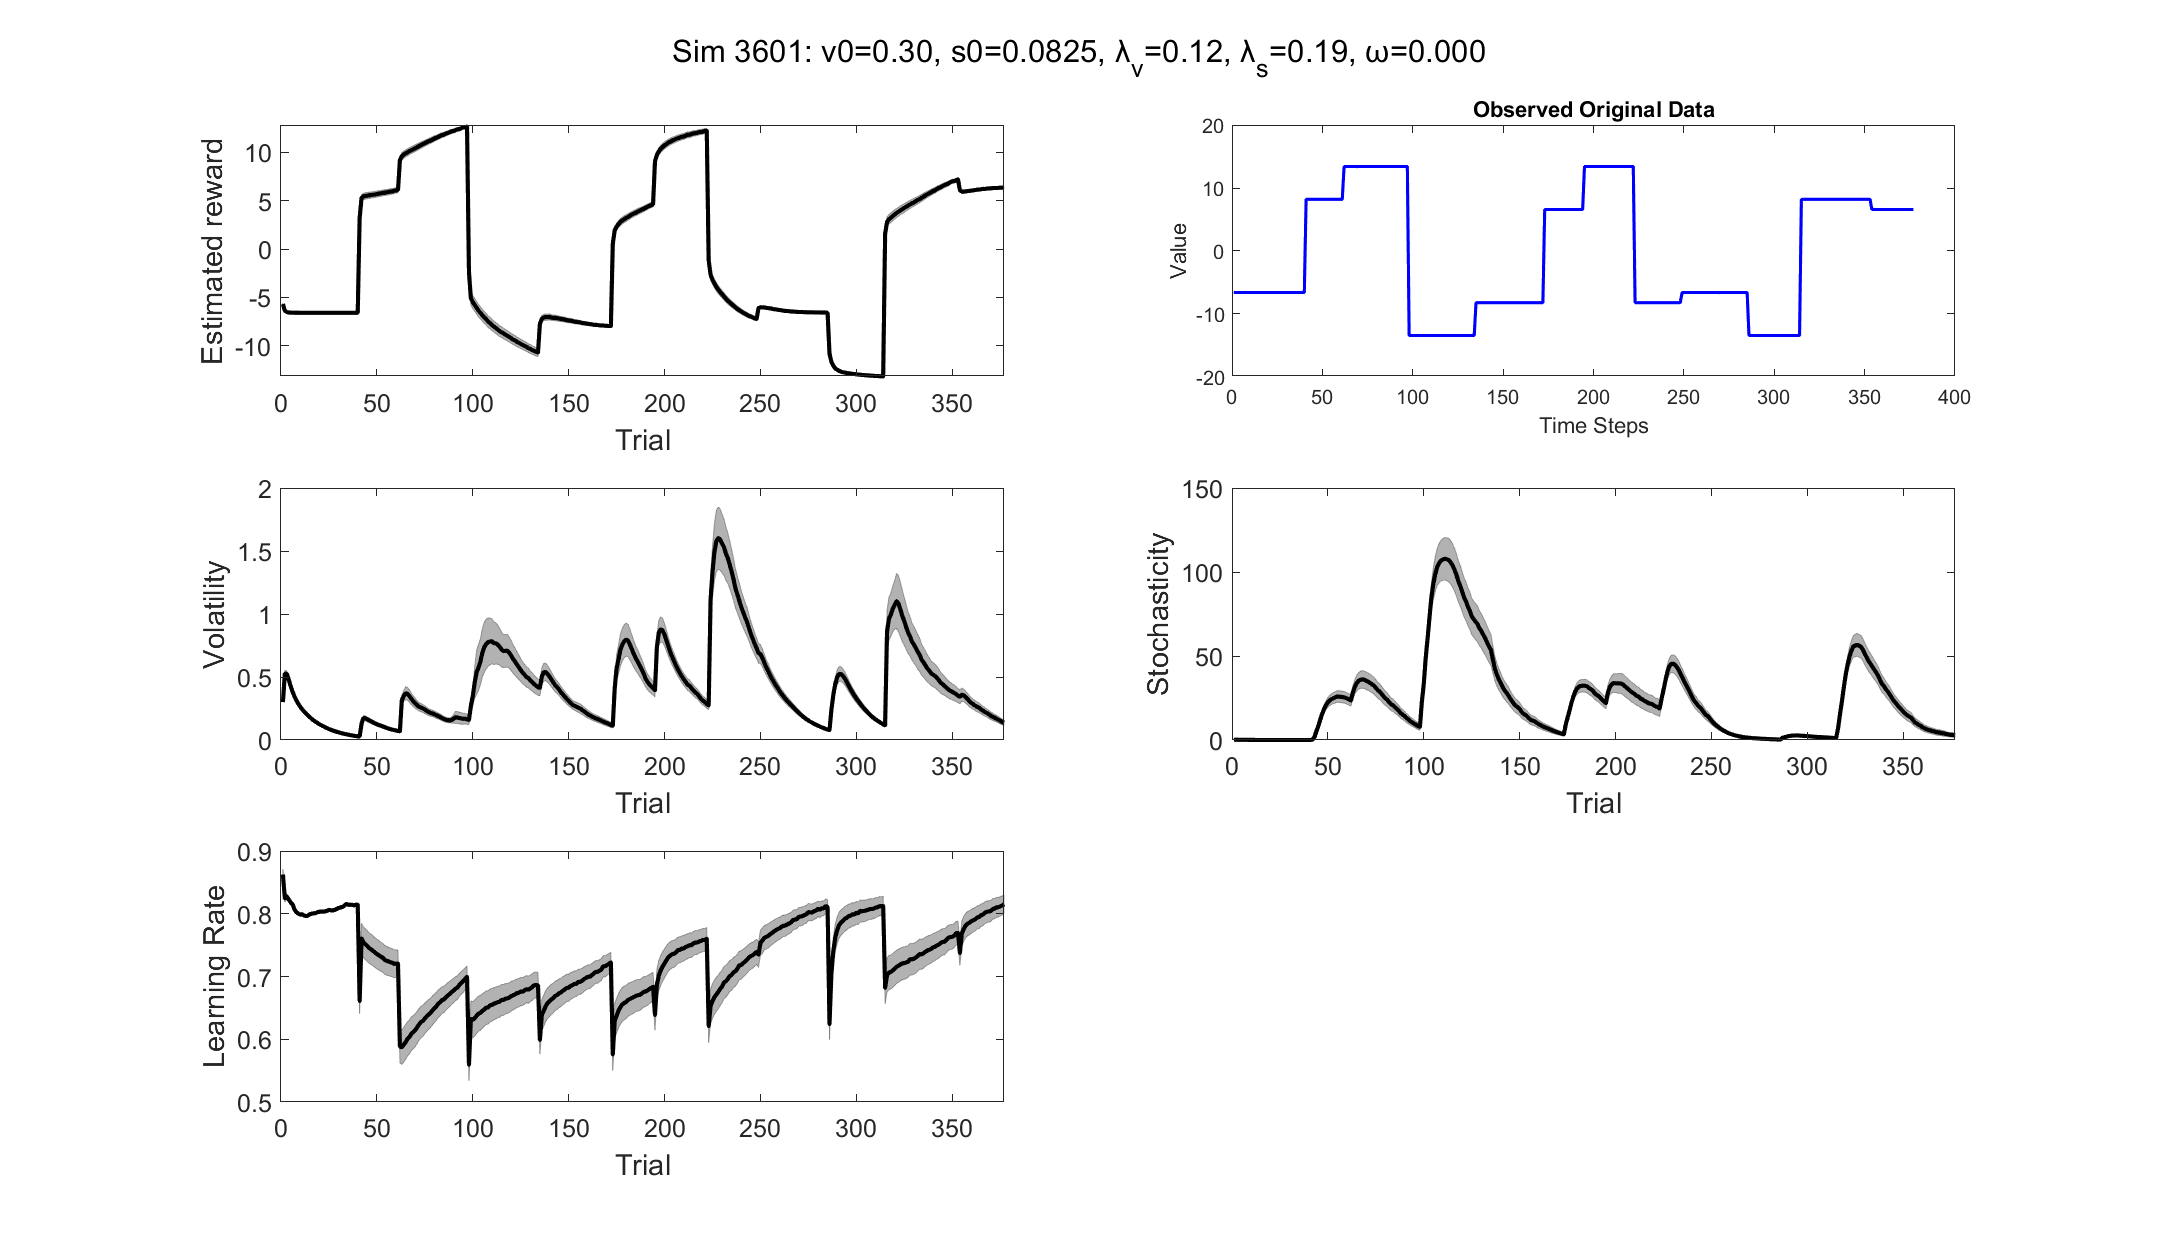 Sim 3601: v0=0.30, s0=0.0825, λv=0.12, λs=0.19, ω=0.000
Estimated reward
10
5
0
-5
-10
0 50 100 150 200 250 300 350
Trial
Observed Original Data
Value
20
10
0
-10
-20
0 50 100 150 200 250 300 350 400
Time Steps
Volatility
2
1.5
1
0.5
0
0 50 100 150 200 250 300 350
Trial
Stochasticity
150
100
50
0
0 50 100 150 200 250 300 350
Trial
Learning Rate
0.9
0.8
0.7
0.6
0.5
0 50 100 150 200 250 300 350
Trial